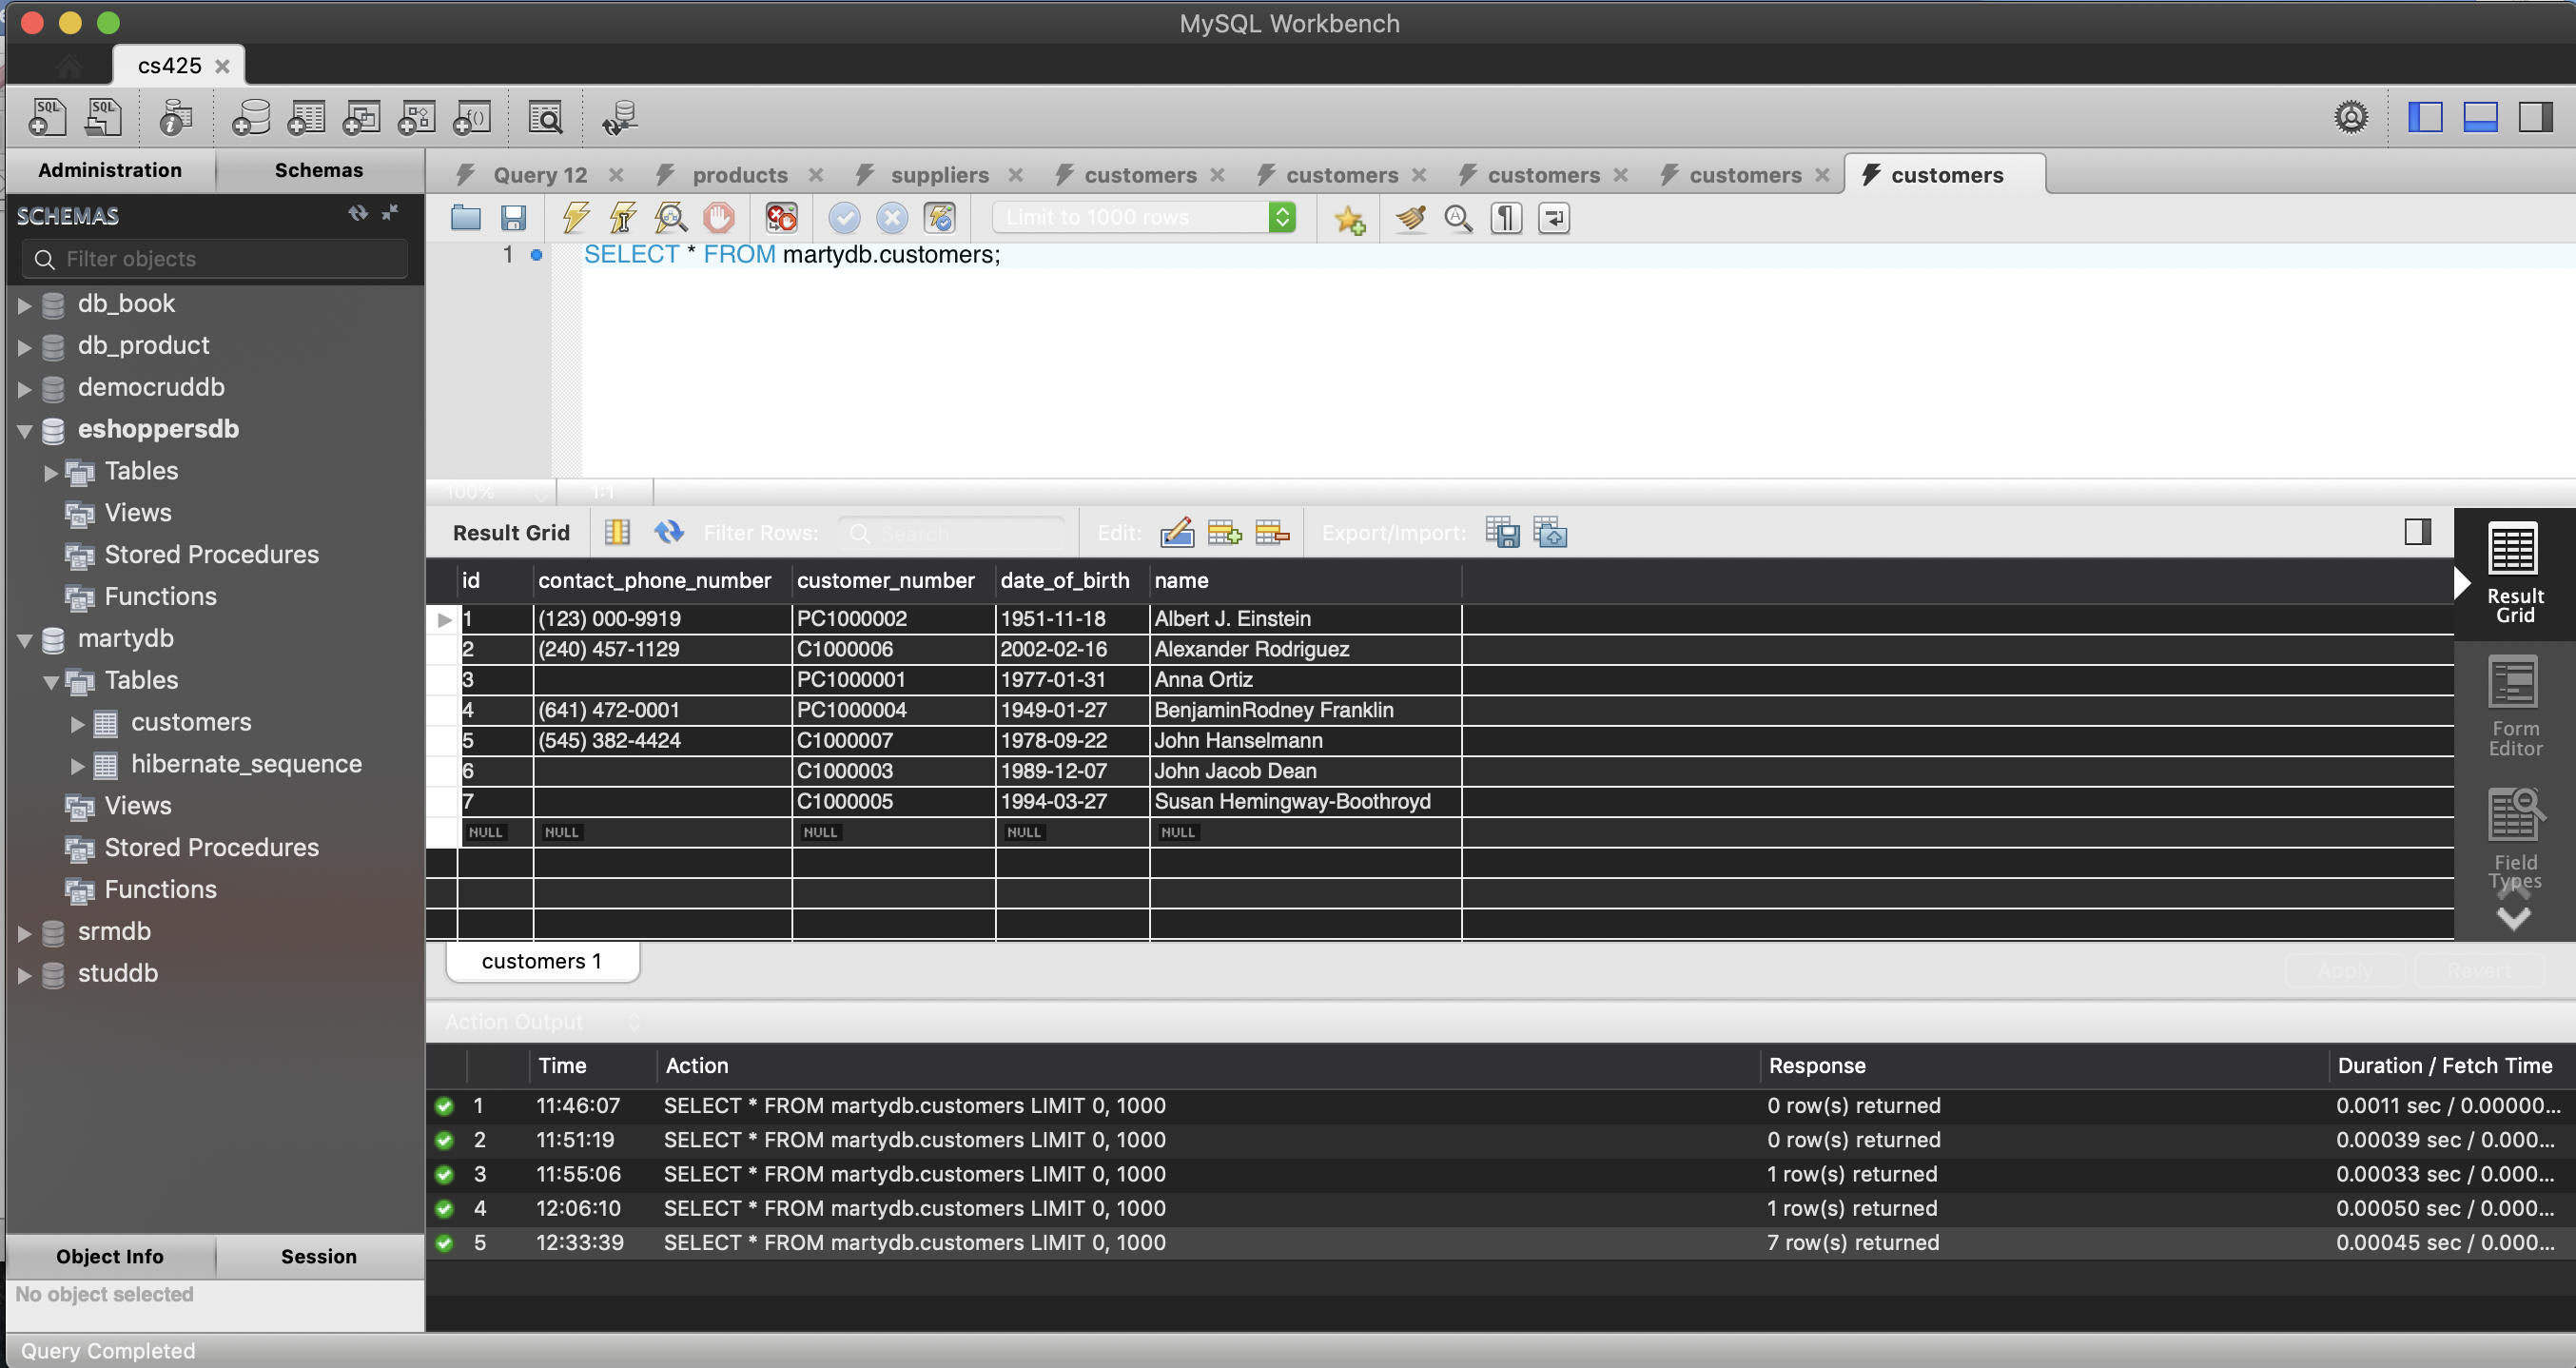 MySQL Workbench
cs425
SQL SQL
Administration Schemas
Query 12 products suppliers customers customers customers customers customers
SCHEMAS
Limit to 1000 rows
Filter objects
1 SELECT * FROM martydb.customers;
db_book
db_product
democruddb
eshoppersdb
Tables
Views
Stored Procedures
Functions
martydb
Tables
customers
hibernate_sequence
Views
Stored Procedures
Functions
srmdb
studdb
100% 1:1
Result Grid Filter Rows: Search Edit: Export/Import:
id contact_phone_number customer_number date_of_birth name
1 (123) 000-9919 PC1000002 1951-11-18 Albert J. Einstein
2 (240) 457-1129 C1000006 2002-02-16 Alexander Rodriguez
3 PC1000001 1977-01-31 Anna Ortiz
4 (641) 472-0001 PC1000004 1949-01-27 BenjaminRodney Franklin
5 (545) 382-4424 C1000007 1978-09-22 John Hanselmann
6 C1000003 1989-12-07 John Jacob Dean
7 C1000005 1994-03-27 Susan Hemingway-Boothroyd
NULL NULL NULL NULL NULL
Result
Grid
Form
Editor
Field
Types
customers 1
Apply Revert
Action Output
Time Action Response Duration / Fetch Time
1 11:46:07 SELECT * FROM martydb.customers LIMIT 0, 1000 0 row(s) returned 0.0011 sec / 0.00000...
2 11:51:19 SELECT * FROM martydb.customers LIMIT 0, 1000 0 row(s) returned 0.00039 sec / 0.000...
3 11:55:06 SELECT * FROM martydb.customers LIMIT 0, 1000 1 row(s) returned 0.00033 sec / 0.000...
4 12:06:10 SELECT * FROM martydb.customers LIMIT 0, 1000 1 row(s) returned 0.00050 sec / 0.000...
5 12:33:39 SELECT * FROM martydb.customers LIMIT 0, 1000 7 row(s) returned 0.00045 sec / 0.000...
Object Info Session
No object selected
Query Completed